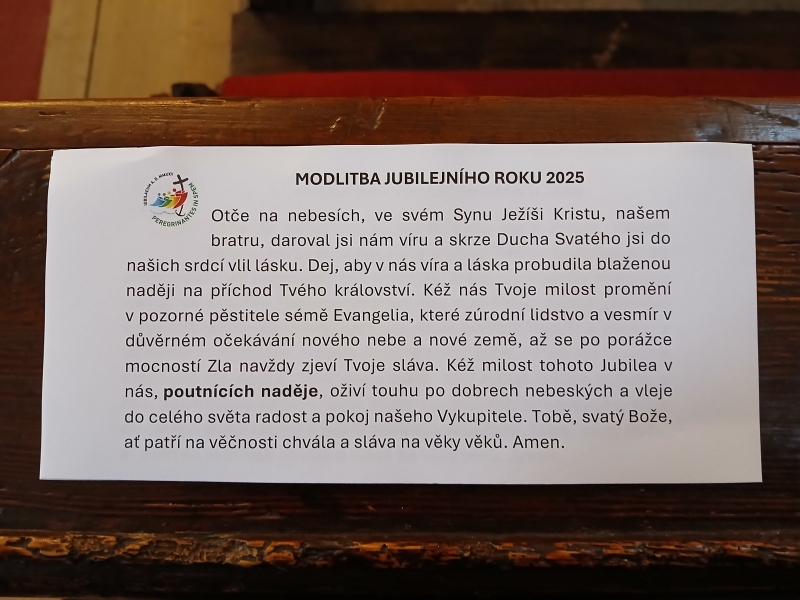 MODLITBA JUBILEJNÍHO ROKU 2025
IUBILAEUM A. D. MMXXV
PEREGRINANTES IN SPEM
Otče na nebesích, ve svém Synu Ježíši Kristu, našem
bratru, daroval jsi nám víru a skrze Ducha Svatého jsi do
našich srdcí vlil lásku. Dej, aby v nás víra a láska probudila blaženou
naději na příchod Tvého království. Kéž nás Tvoje milost promění
v pozorné pěstitele sémě Evangelia, které zúrodní lidstvo a vesmír v
důvěrném očekávání nového nebe a nové země, až se po porážce
mocností Zla navždy zjeví Tvoje sláva. Kéž milost tohoto Jubilea v
nás, poutnících naděje, oživí touhu po dobrech nebeských a vleje
do celého světa radost a pokoj našeho Vykupitele. Tobě, svatý Bože,
ať patří na věčnosti chvála a sláva na věky věků. Amen.